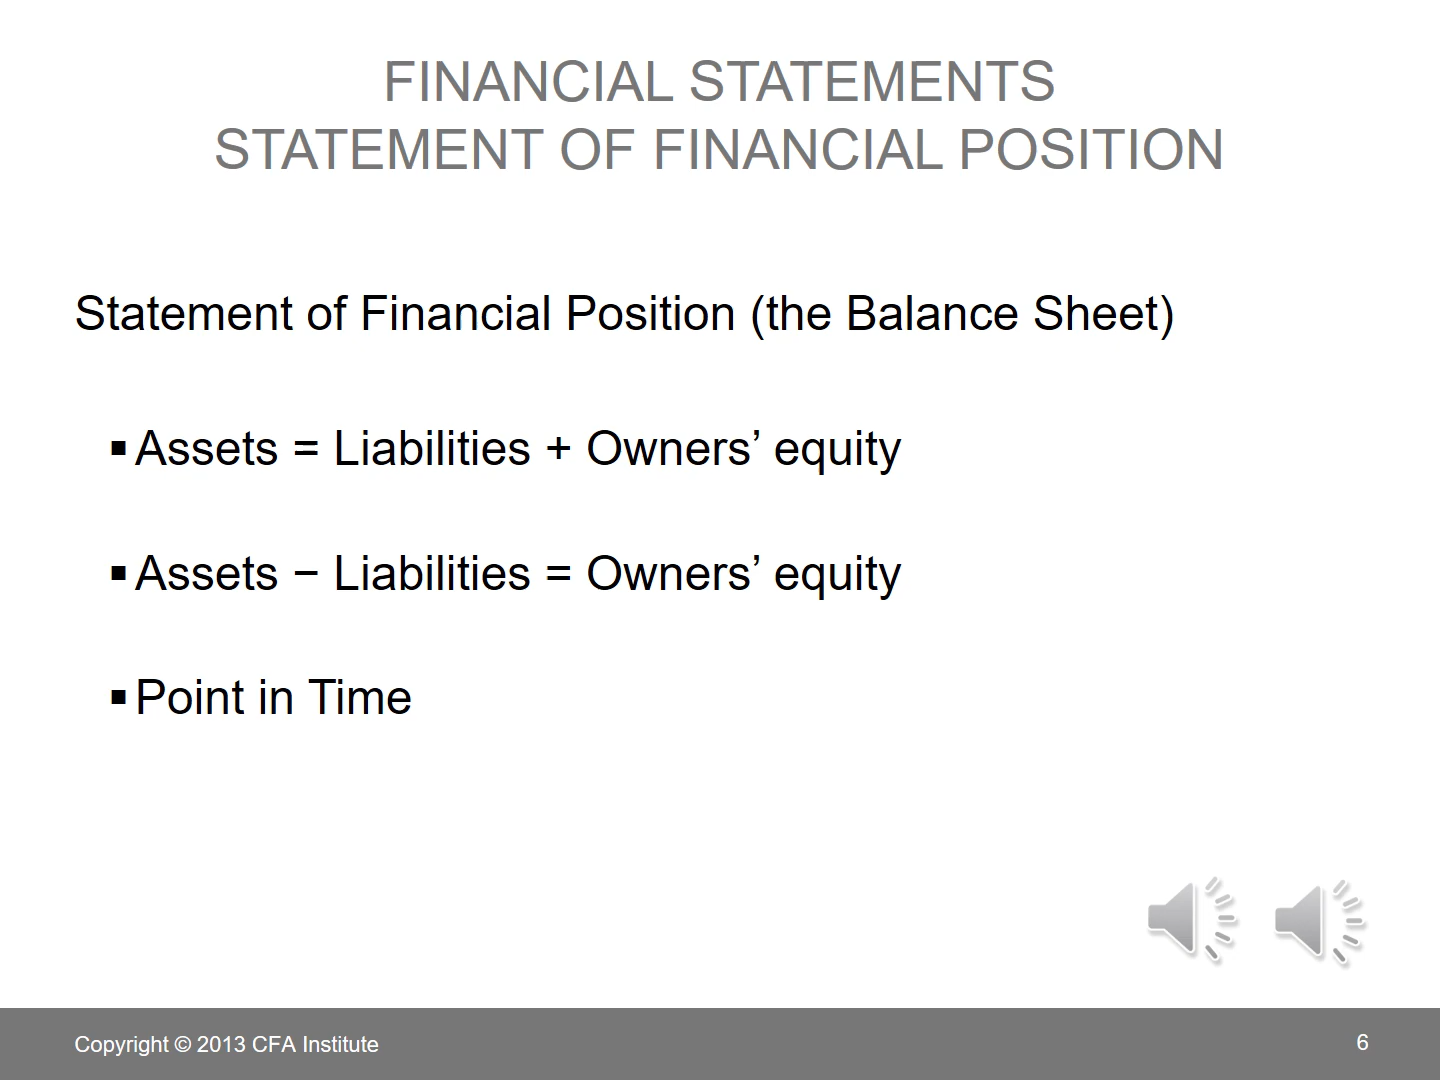 FINANCIAL STATEMENTS
STATEMENT OF FINANCIAL POSITION
Statement of Financial Position (the Balance Sheet)
▪Assets = Liabilities + Owners’ equity
▪Assets − Liabilities = Owners’ equity
▪Point in Time
Copyright © 2013 CFA Institute
6